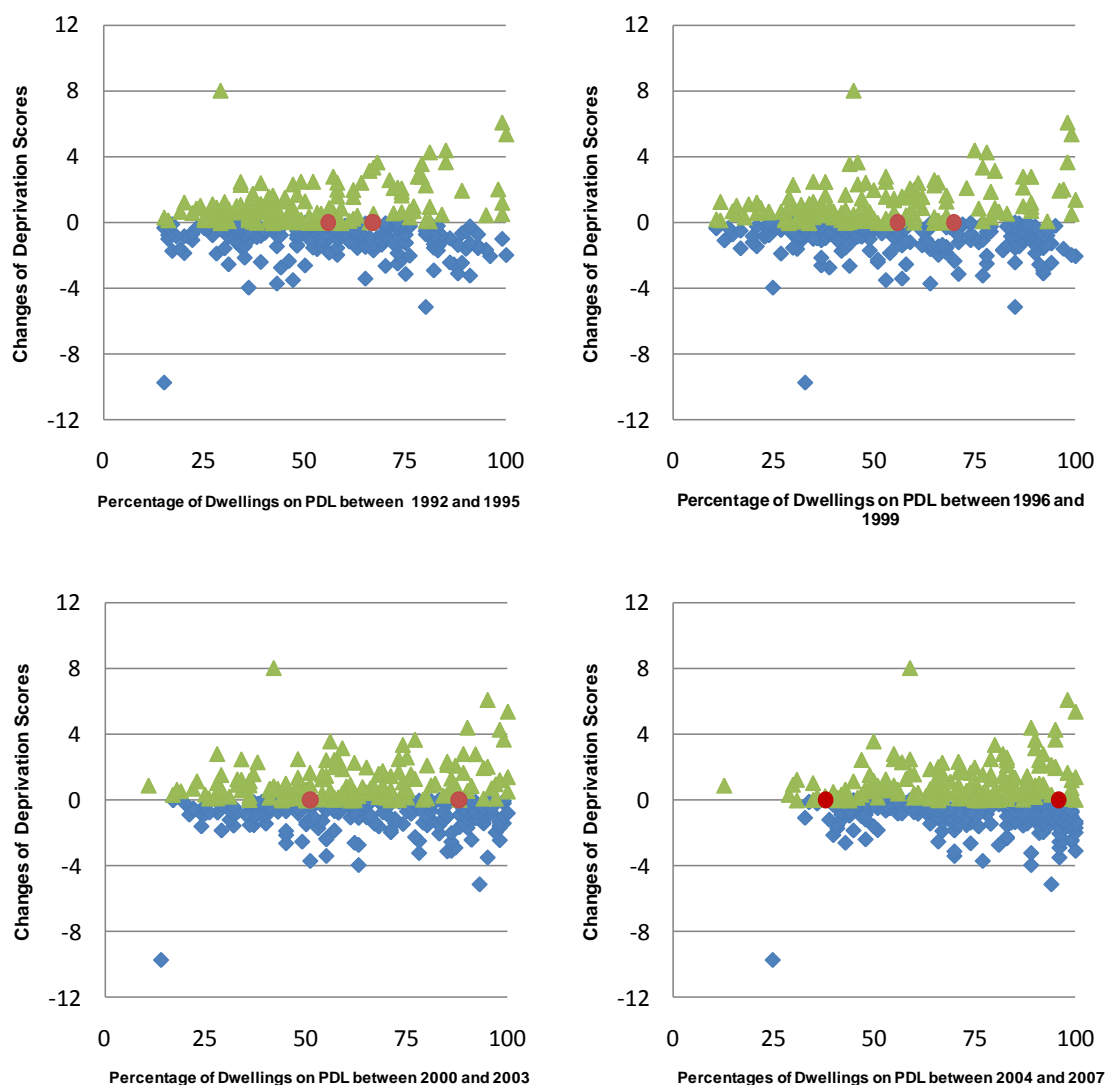 12
8
4
0
-4
-8
-12
Changes of Deprivation Scores
0 25 50 75 100
Percentage of Dwellings on PDL between 1992 and 1995
12
8
4
0
-4
-8
-12
Changes of Deprivation Scores
0 25 50 75 100
Percentage of Dwellings on PDL between 1996 and
1999
12
8
4
0
-4
-8
-12
Changes of Deprivation Scores
0 25 50 75 100
Percentage of Dwellings on PDL between 2000 and 2003
12
8
4
0
-4
-8
-12
Changes of Deprivation Scores
0 25 50 75 100
Percentages of Dwellings on PDL between 2004 and 2007